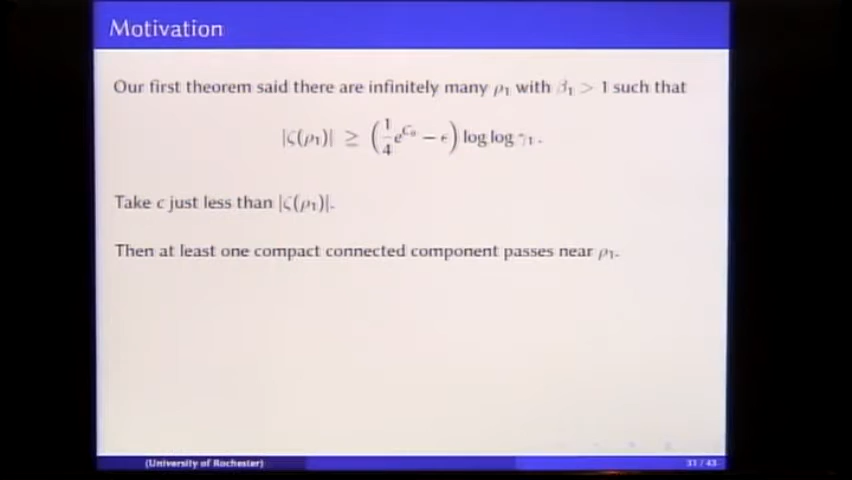 Motivation
Our first theorem said there are infinitely many ρ₁ with β₁ > 1 such that
|ζ(ρ₁)| ≥ (1/4 e^{C₀} − ϵ) log log γ₁.
Take c just less than |ζ(ρ₁)|.
Then at least one compact connected component passes near ρ₁.
(University of Rochester)
31 / 43